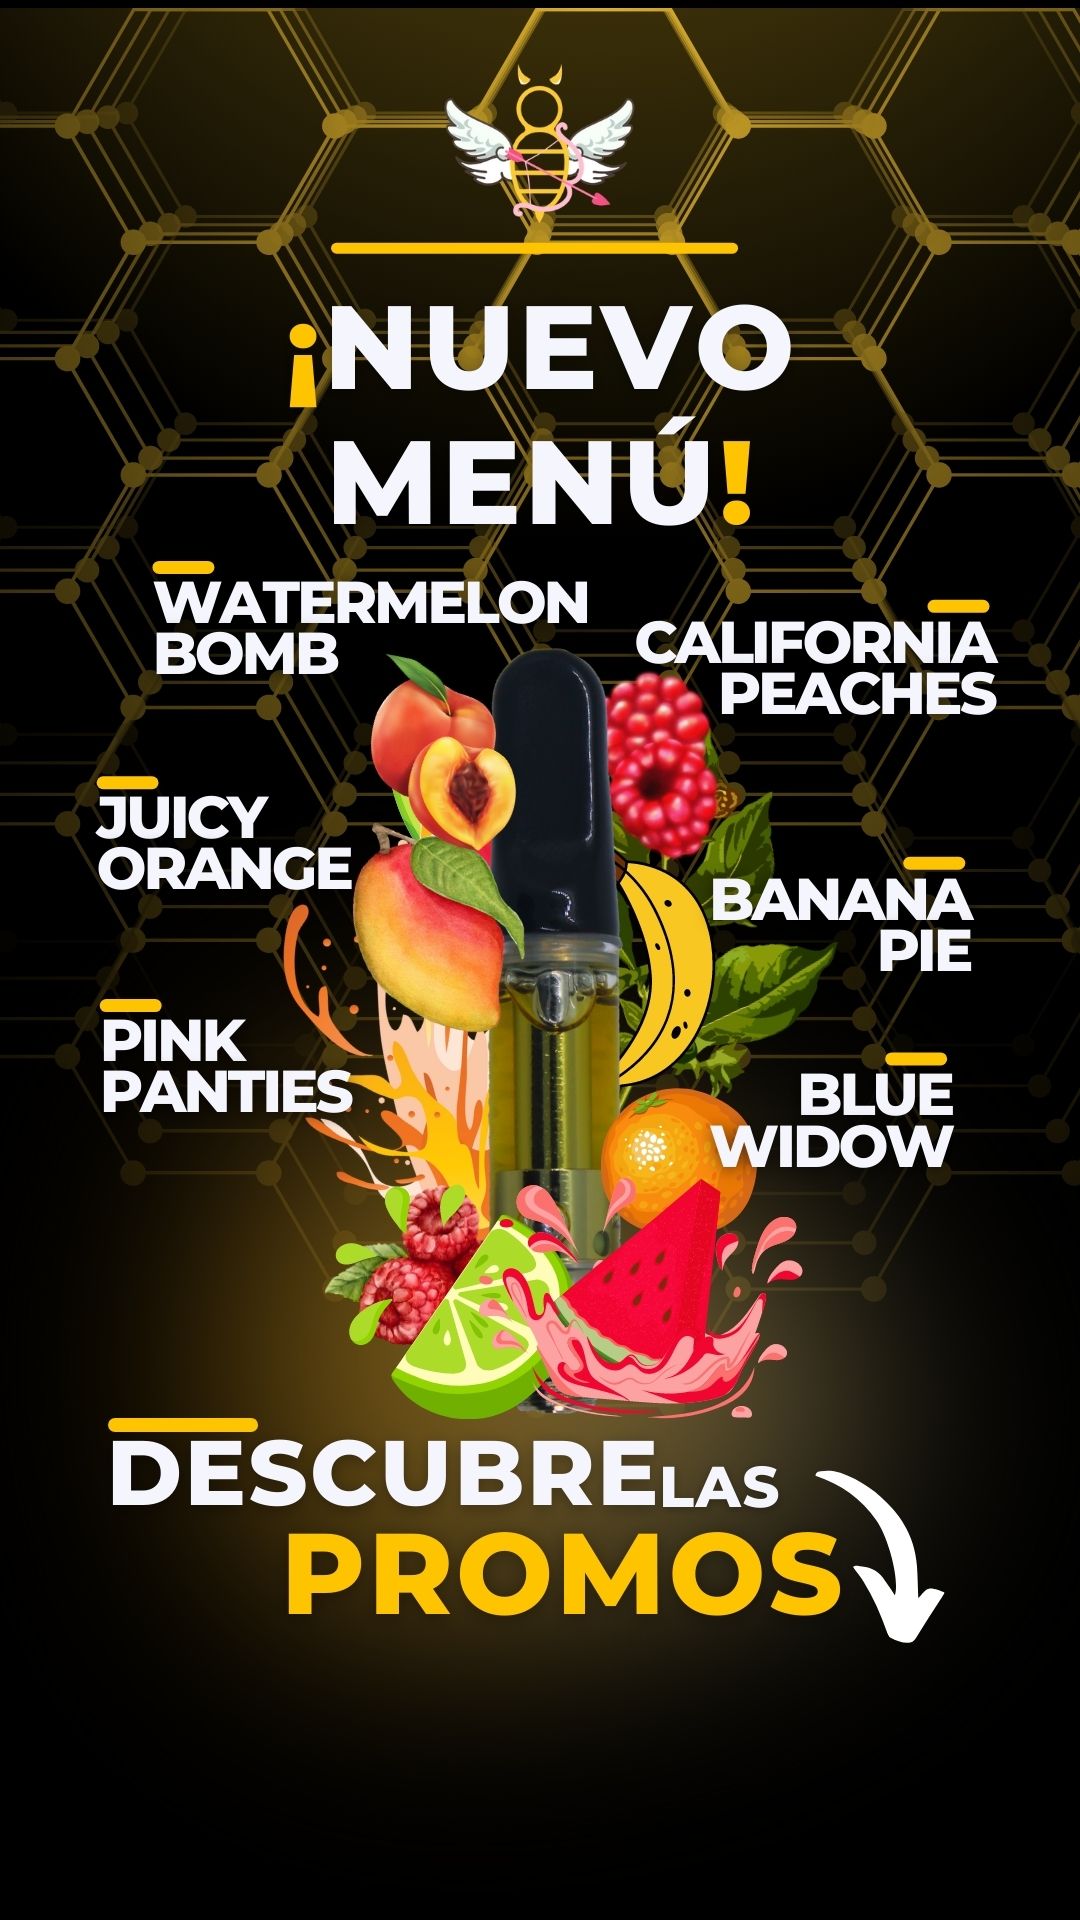 ¡NUEVO
MENÚ!
WATERMELON
BOMB
CALIFORNIA
PEACHES
JUICY
ORANGE
BANANA
PIE
PINK
PANTIES
BLUE
WIDOW
DESCUBRE LAS
PROMOS